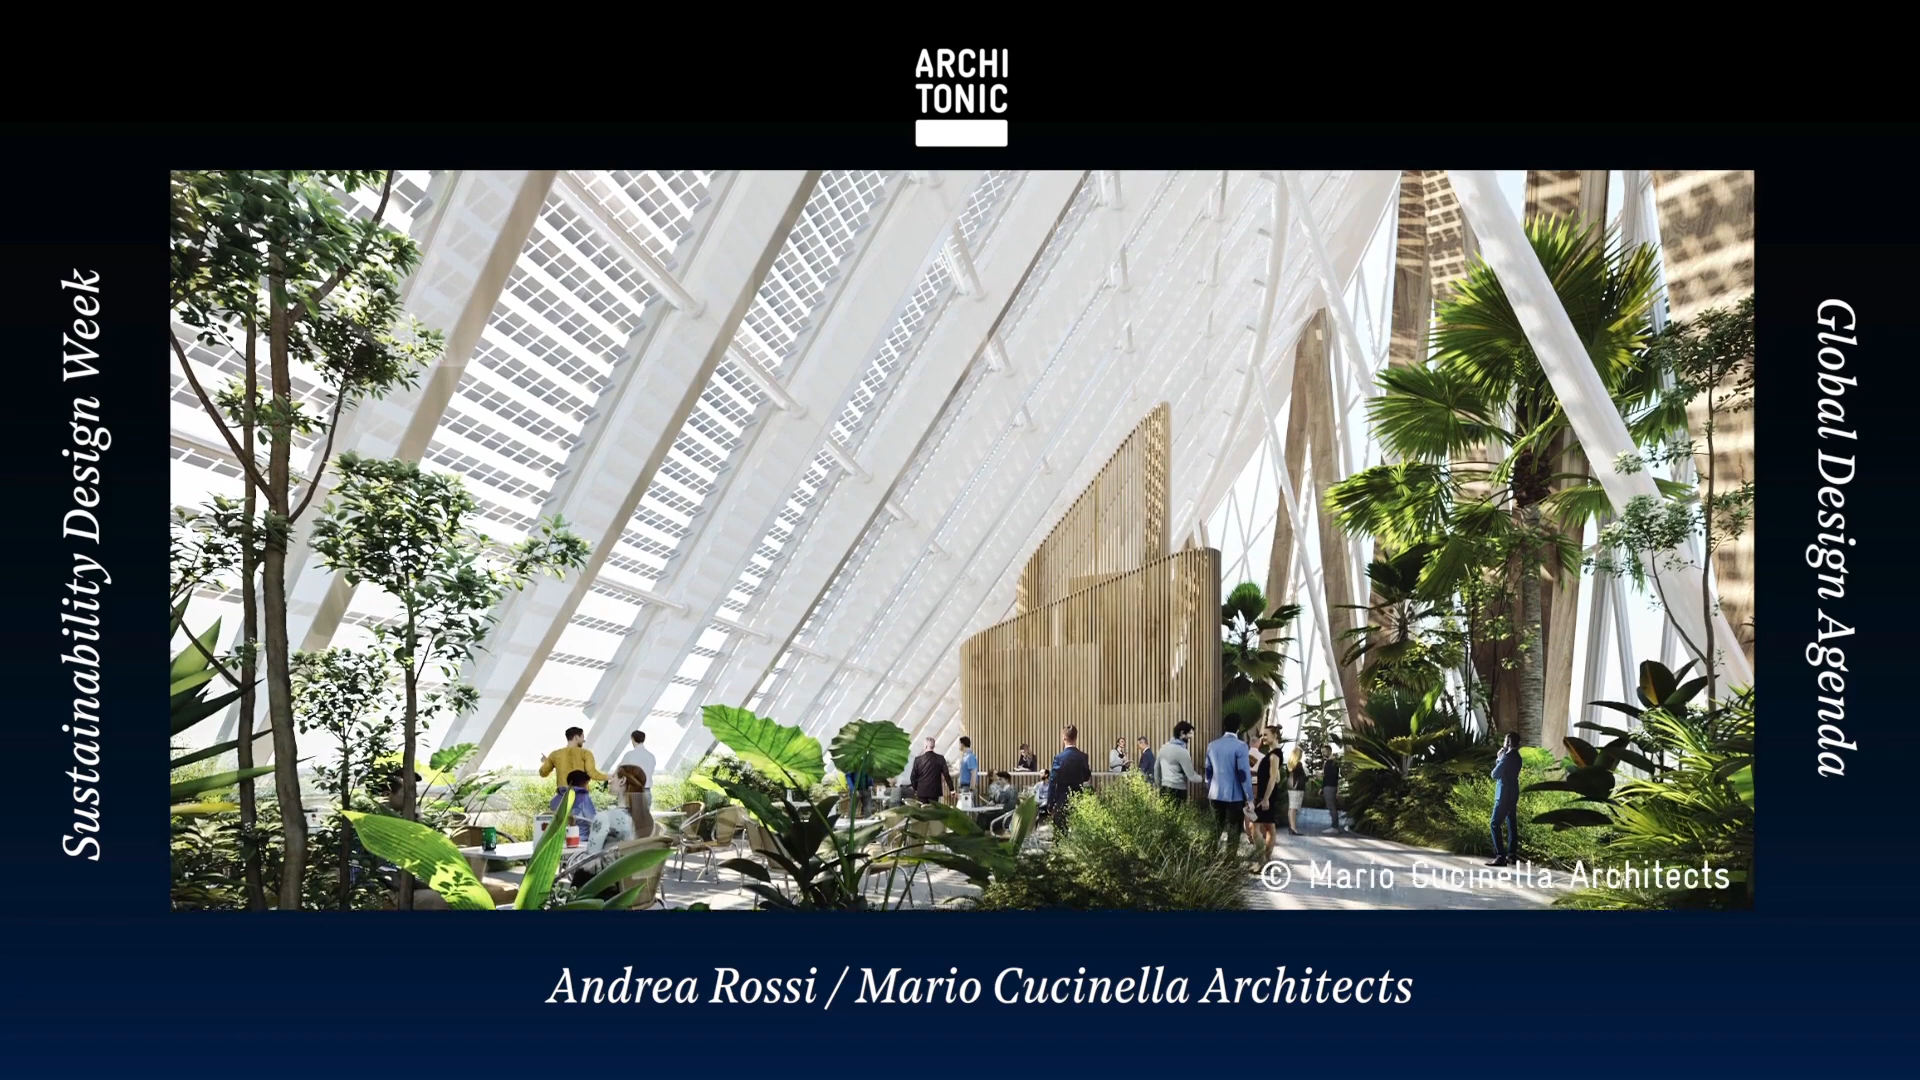 ARCHI
TONIC
Sustainability Design Week
Global Design Agenda
© Mario Cucinella Architects
Andrea Rossi / Mario Cucinella Architects